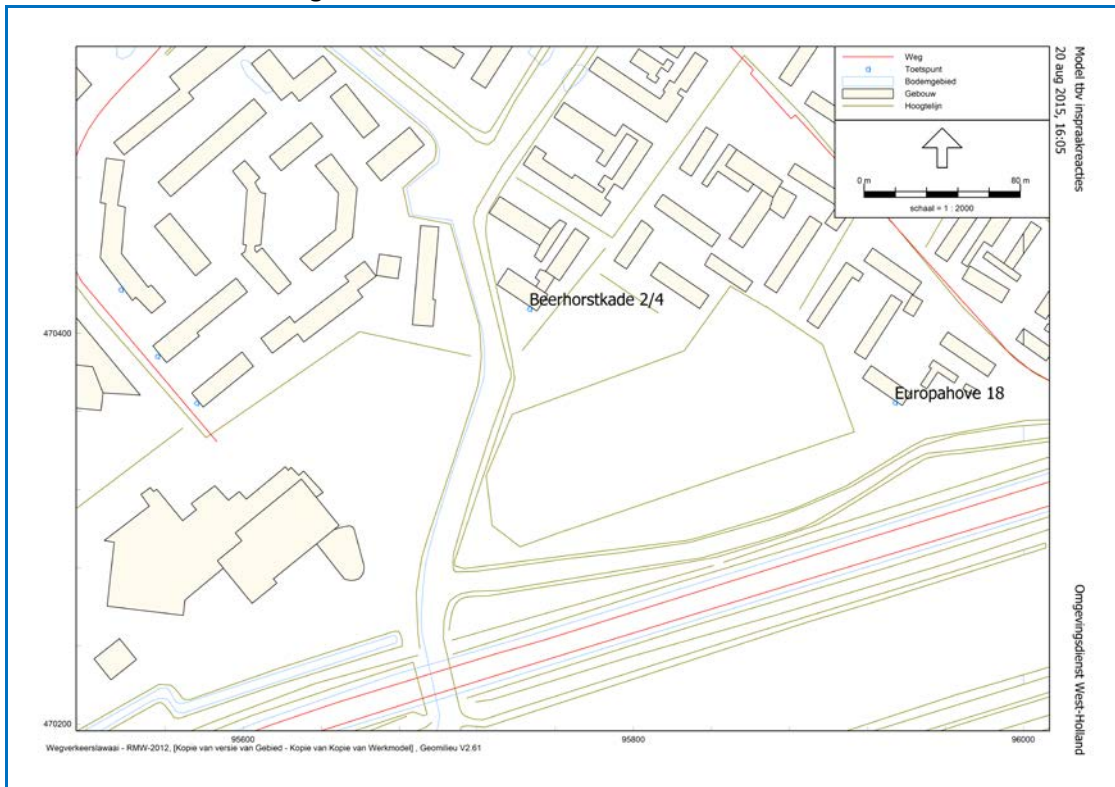 Weg
Toetspunt
Bodemgebied
Gebouw
Hoogtelijn
0 m
80 m
schaal = 1 : 2000
Model tbv inspraakreacties
20 aug 2015, 16:05
Beerhorstkade 2/4
Europahove 18
470400
470200
95600
95800
96000
Omgevingsdienst West-Holland
Wegverkeerslawaai - RMW-2012, [Kopie van versie van Gebied - Kopie van Kopie van Werkmodel] , Geomilieu V2.61